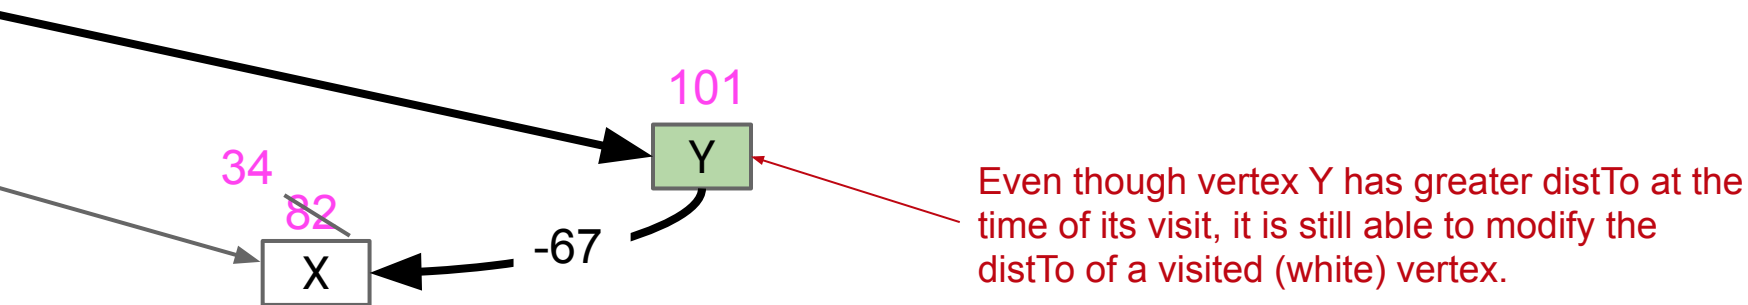 101
Y
34
82
X
-67
Even though vertex Y has greater distTo at the
time of its visit, it is still able to modify the
distTo of a visited (white) vertex.